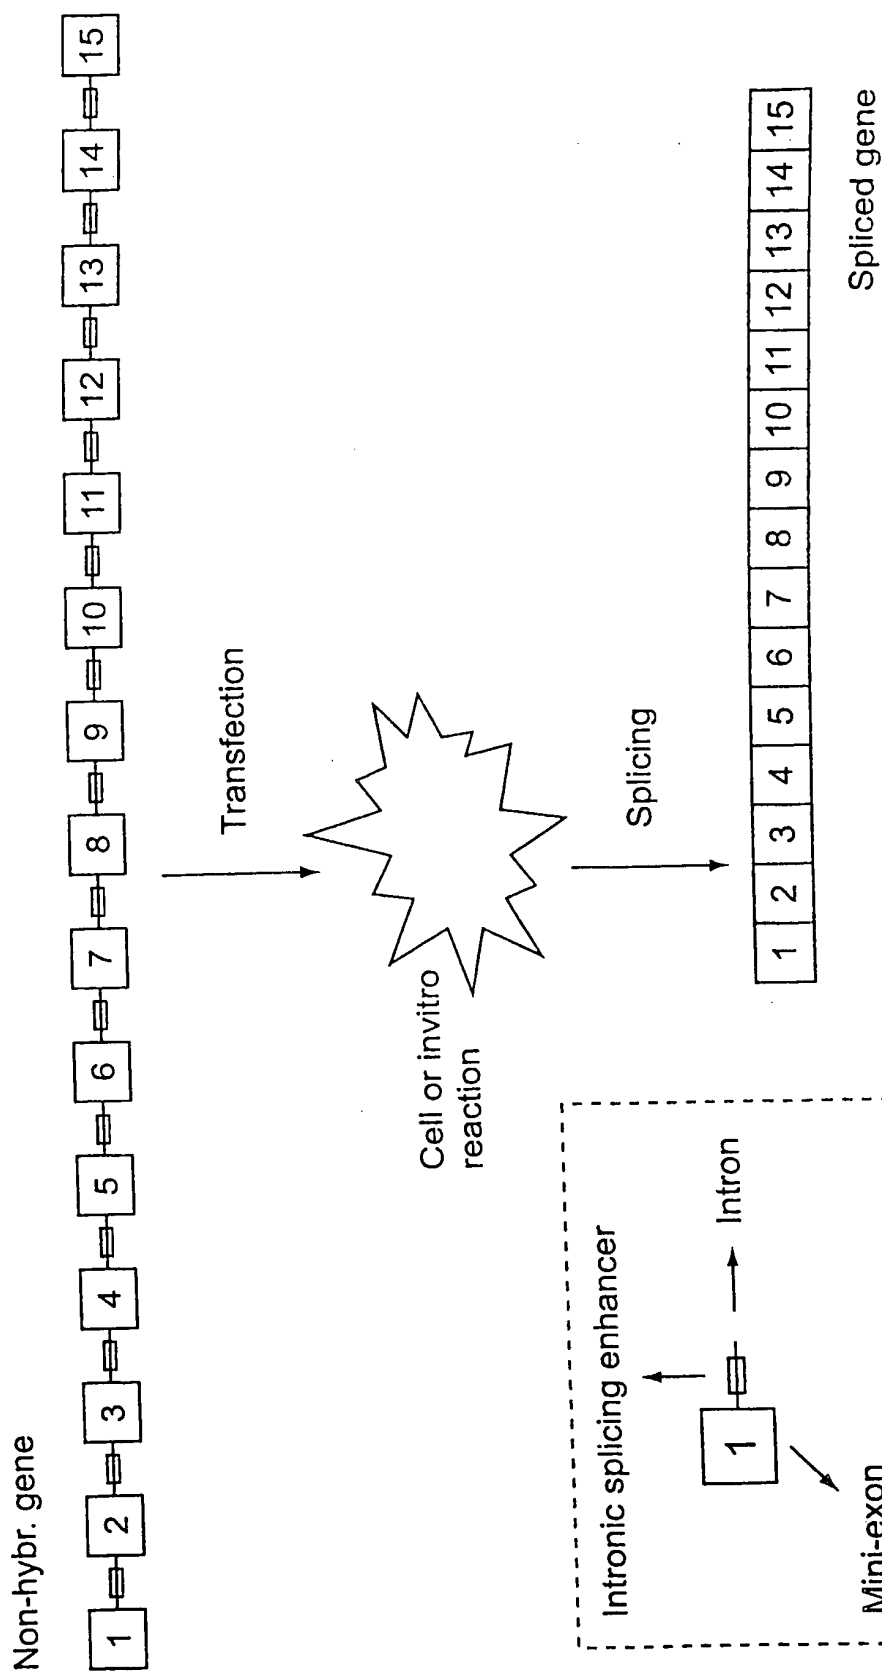 Non-hybr. gene
1 2 3 4 5 6 7 8 9 10 11 12 13 14 15
Transfection
Cell or invitro
reaction
Splicing
1 2 3 4 5 6 7 8 9 10 11 12 13 14 15
Spliced gene
Intronic splicing enhancer
1
Intron
Mini-exon